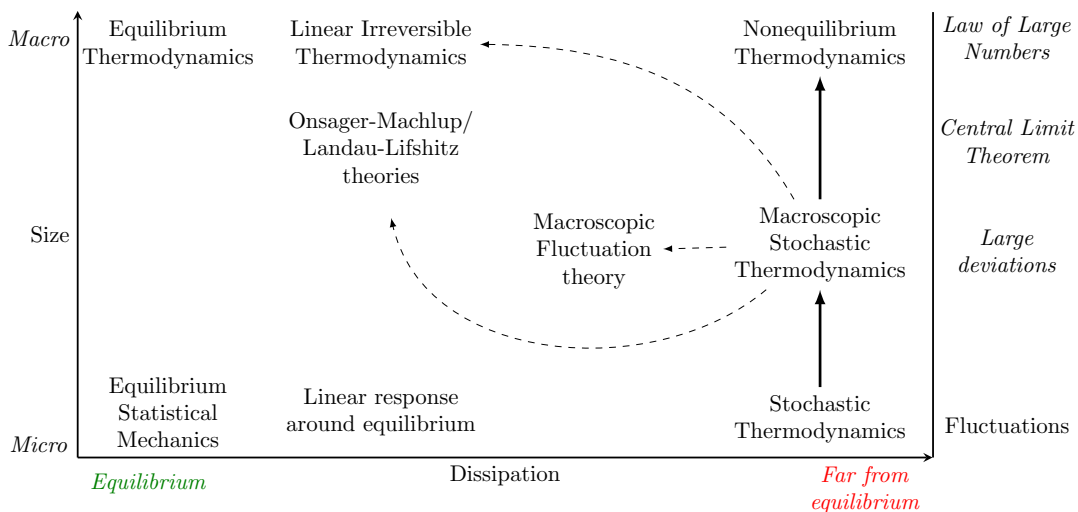 Macro
Equilibrium
Thermodynamics
Linear Irreversible
Thermodynamics
Nonequilibrium
Thermodynamics
Law of Large
Numbers
Onsager-Machlup/
Landau-Lifshitz
theories
Central Limit
Theorem
Size
Macroscopic
Fluctuation
theory
Macroscopic
Stochastic
Thermodynamics
Large
deviations
Micro
Equilibrium
Statistical
Mechanics
Linear response
around equilibrium
Stochastic
Thermodynamics
Fluctuations
Equilibrium
Dissipation
Far from
equilibrium